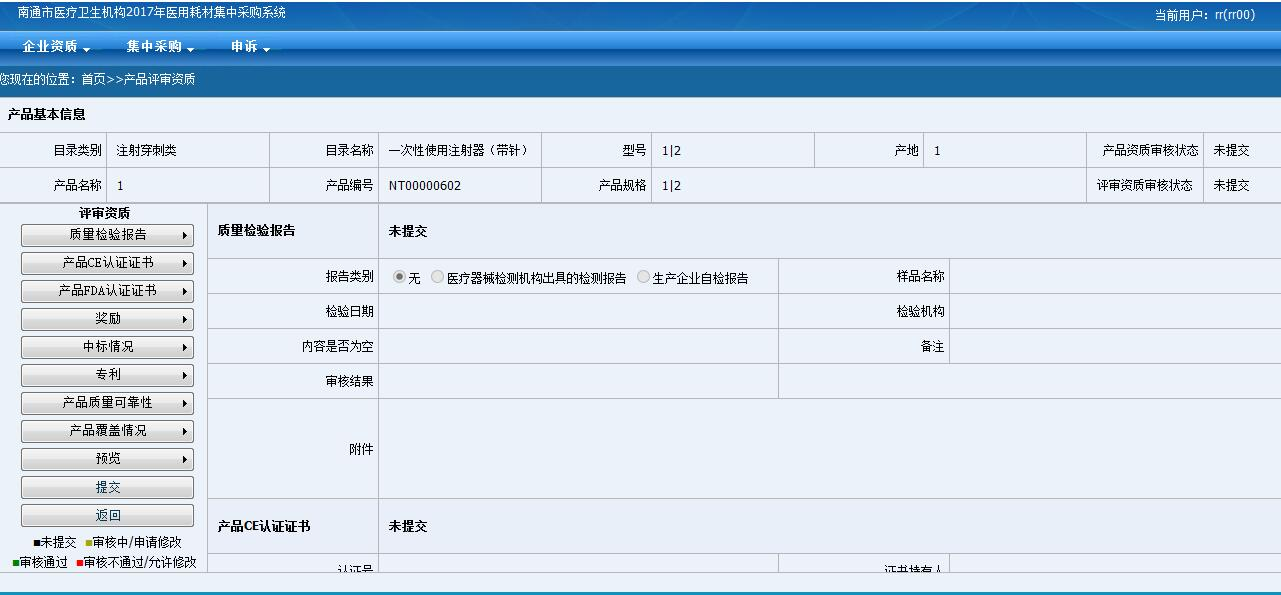 南通市医疗卫生机构2017年医用耗材集中采购系统
当前用户：rr(rr00)
企业资质 集中采购 申诉
您现在的位置：首页>>产品评审资质
产品基本信息
目录类别 注射穿刺类 目录名称 一次性使用注射器（带针） 型号 1|2 产地 1 产品资质审核状态 未提交
产品名称 1 产品编号 NT00000602 产品规格 1|2 评审资质审核状态 未提交
评审资质
质量检验报告
产品CE认证证书
产品FDA认证证书
奖励
中标情况
专利
产品质量可靠性
产品覆盖情况
预览
提交
返回
■未提交 ■审核中/申请修改
■审核通过 ■审核不通过/允许修改
质量检验报告 未提交
报告类别 无 医疗器械检测机构出具的检测报告 生产企业自检报告 样品名称
检验日期 检验机构
内容是否为空 备注
审核结果
附件
产品CE认证证书 未提交
认证号 证书持有人